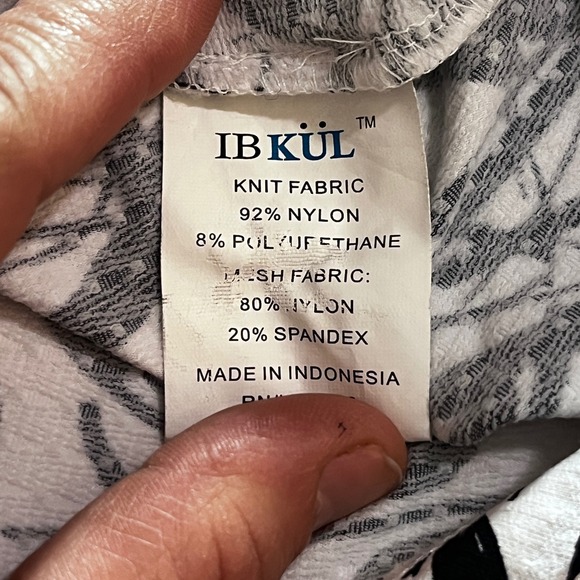 IBKÜL™
KNIT FABRIC
92% NYLON
8% POLYURETHANE
MESH FABRIC:
80% NYLON
20% SPANDEX
MADE IN INDONESIA